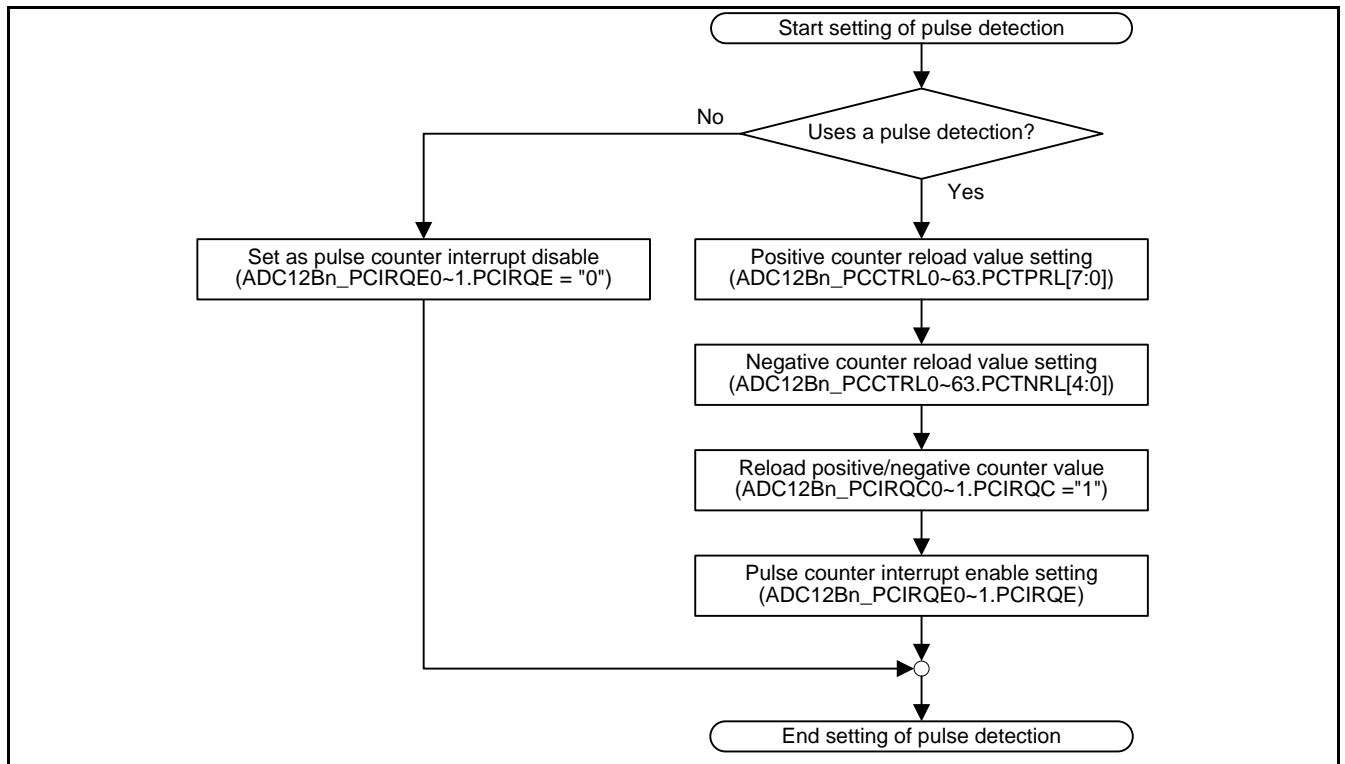 Start setting of pulse detection
Uses a pulse detection?
No
Yes
Set as pulse counter interrupt disable
(ADC12Bn_PCIRQE0~1.PCIRQE = "0")
Positive counter reload value setting
(ADC12Bn_PCCTRL0~63.PCTPRL[7:0])
Negative counter reload value setting
(ADC12Bn_PCCTRL0~63.PCTNRL[4:0])
Reload positive/negative counter value
(ADC12Bn_PCIRQC0~1.PCIRQC ="1")
Pulse counter interrupt enable setting
(ADC12Bn_PCIRQE0~1.PCIRQE)
End setting of pulse detection